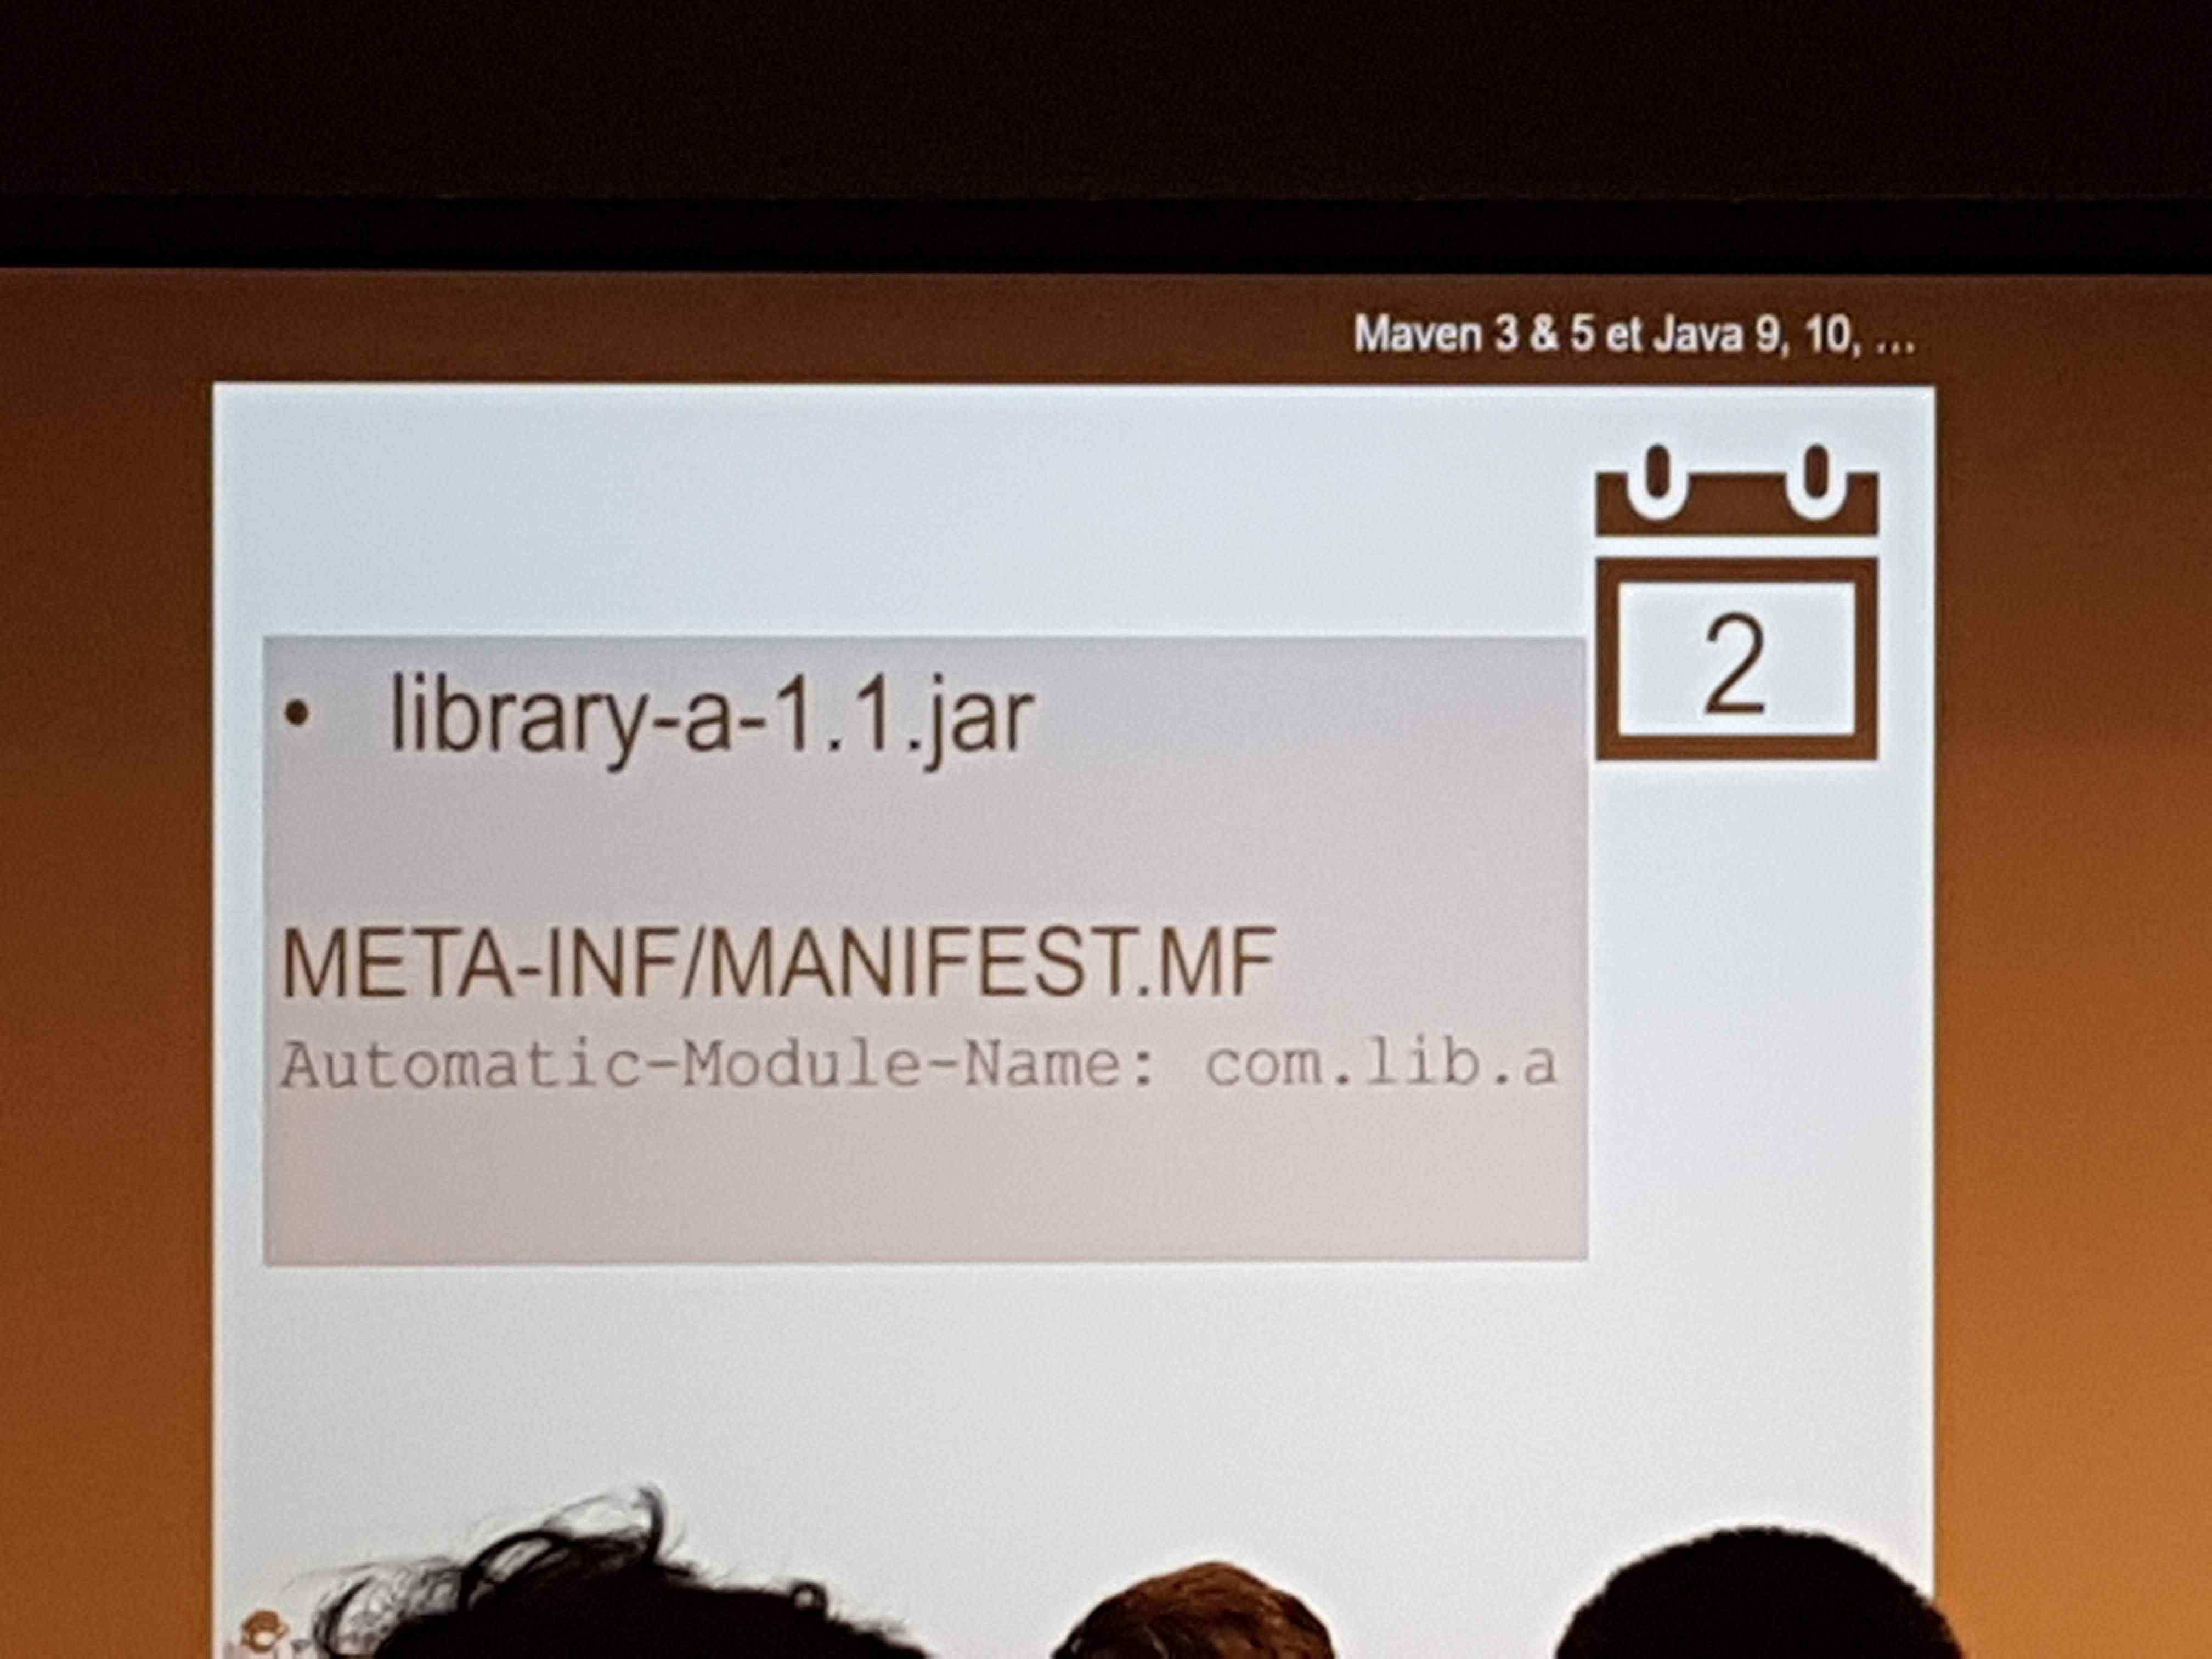 Maven 3 & 5 et Java 9, 10, ...
2
• library-a-1.1.jar
META-INF/MANIFEST.MF
Automatic-Module-Name: com.lib.a